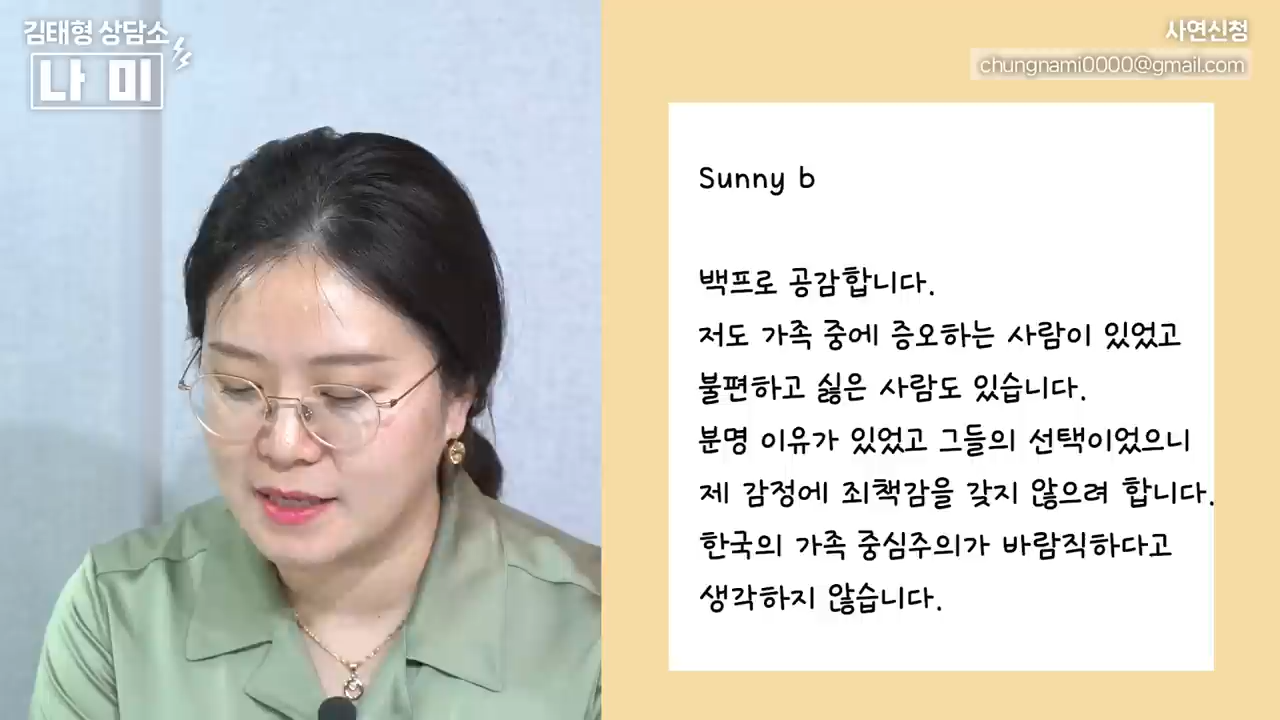 김태형 상담소
나 미
사연신청
chungnami0000@gmail.com
Sunny b
백프로 공감합니다.
저도 가족 중에 증오하는 사람이 있었고
불편하고 싫은 사람도 있습니다.
분명 이유가 있었고 그들의 선택이었으니
제 감정에 죄책감을 갖지 않으려 합니다.
한국의 가족 중심주의가 바람직하다고
생각하지 않습니다.